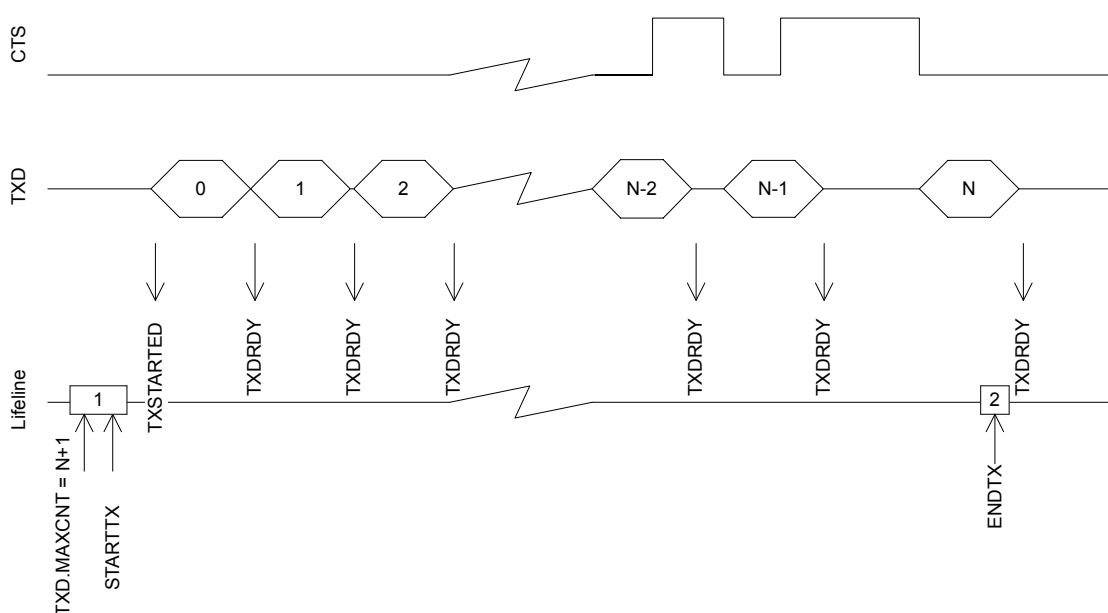 CTS
TXD
0
1
2
N-2
N-1
N
TXSTARTED
TXDRDY
TXDRDY
TXDRDY
TXDRDY
TXDRDY
TXDRDY
Lifeline
1
2
TXD.MAXCNT = N+1
STARTTX
ENDTX